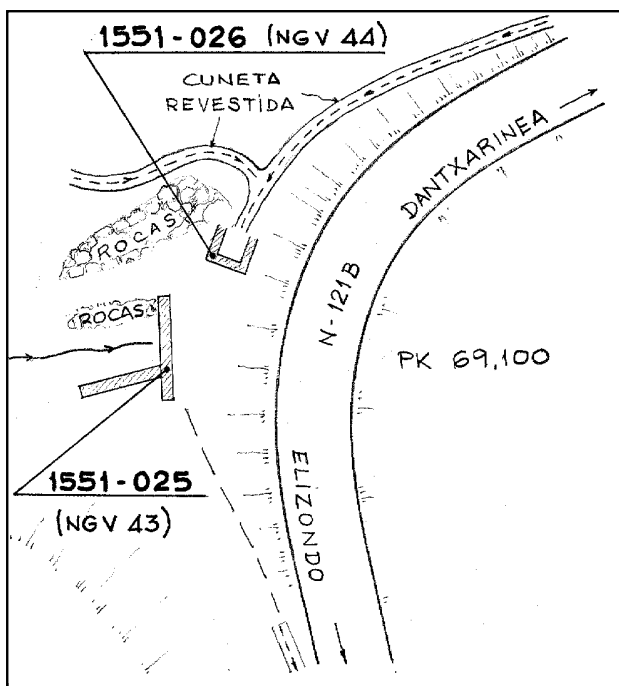 1551-026 (NGV 44)
CUNETA
REVESTIDA
ROCAS
ROCAS
DANTXARINEA
N-121B
PK 69,100
ELIZONDO
1551-025
(NGV 43)